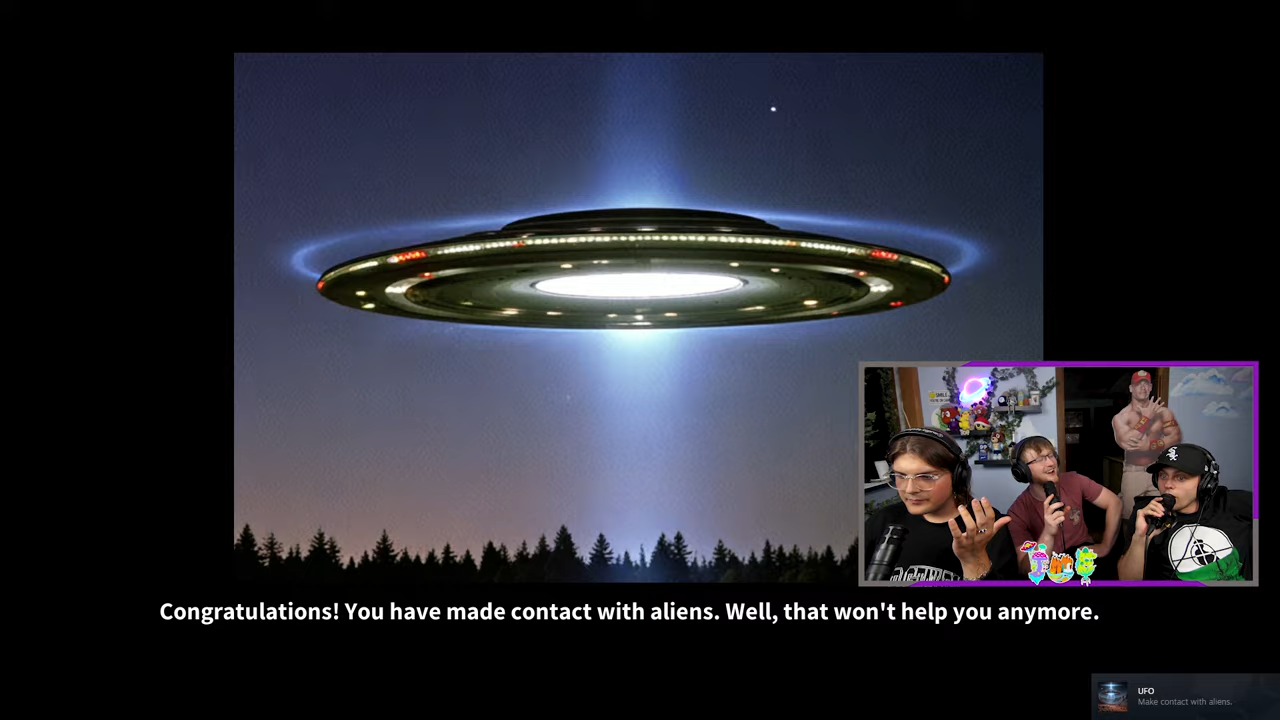 Congratulations! You have made contact with aliens. Well, that won't help you anymore.
UFO
Make contact with aliens.